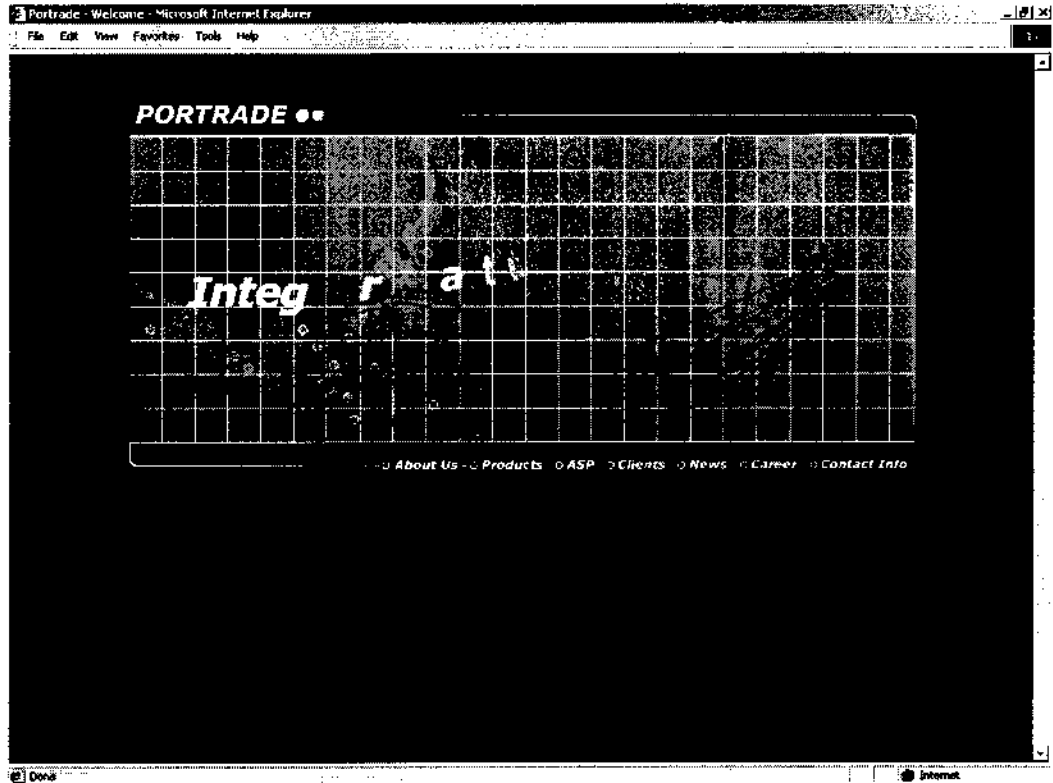 Portrade - Welcome - Microsoft Internet Explorer
File Edit View Favorites Tools Help
PORTRADE
Integ r a t i
About Us Products ASP Clients News Career Contact Info
Done Internet